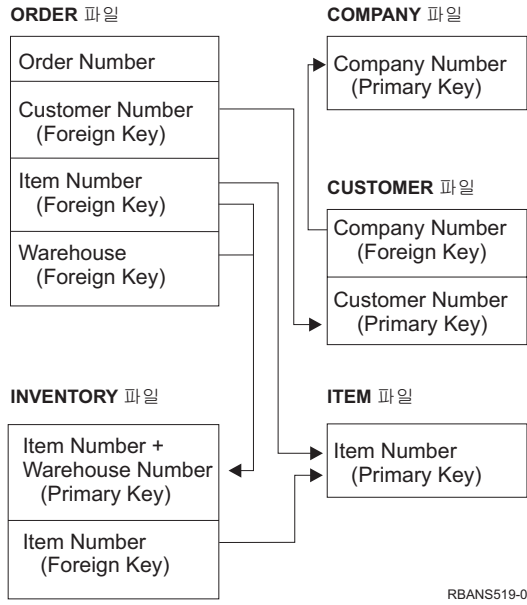 ORDER 파일
Order Number
Customer Number
(Foreign Key)
Item Number
(Foreign Key)
Warehouse
(Foreign Key)
COMPANY 파일
Company Number
(Primary Key)
CUSTOMER 파일
Company Number
(Foreign Key)
Customer Number
(Primary Key)
INVENTORY 파일
Item Number +
Warehouse Number
(Primary Key)
Item Number
(Foreign Key)
ITEM 파일
Item Number
(Primary Key)
RBANS519-0